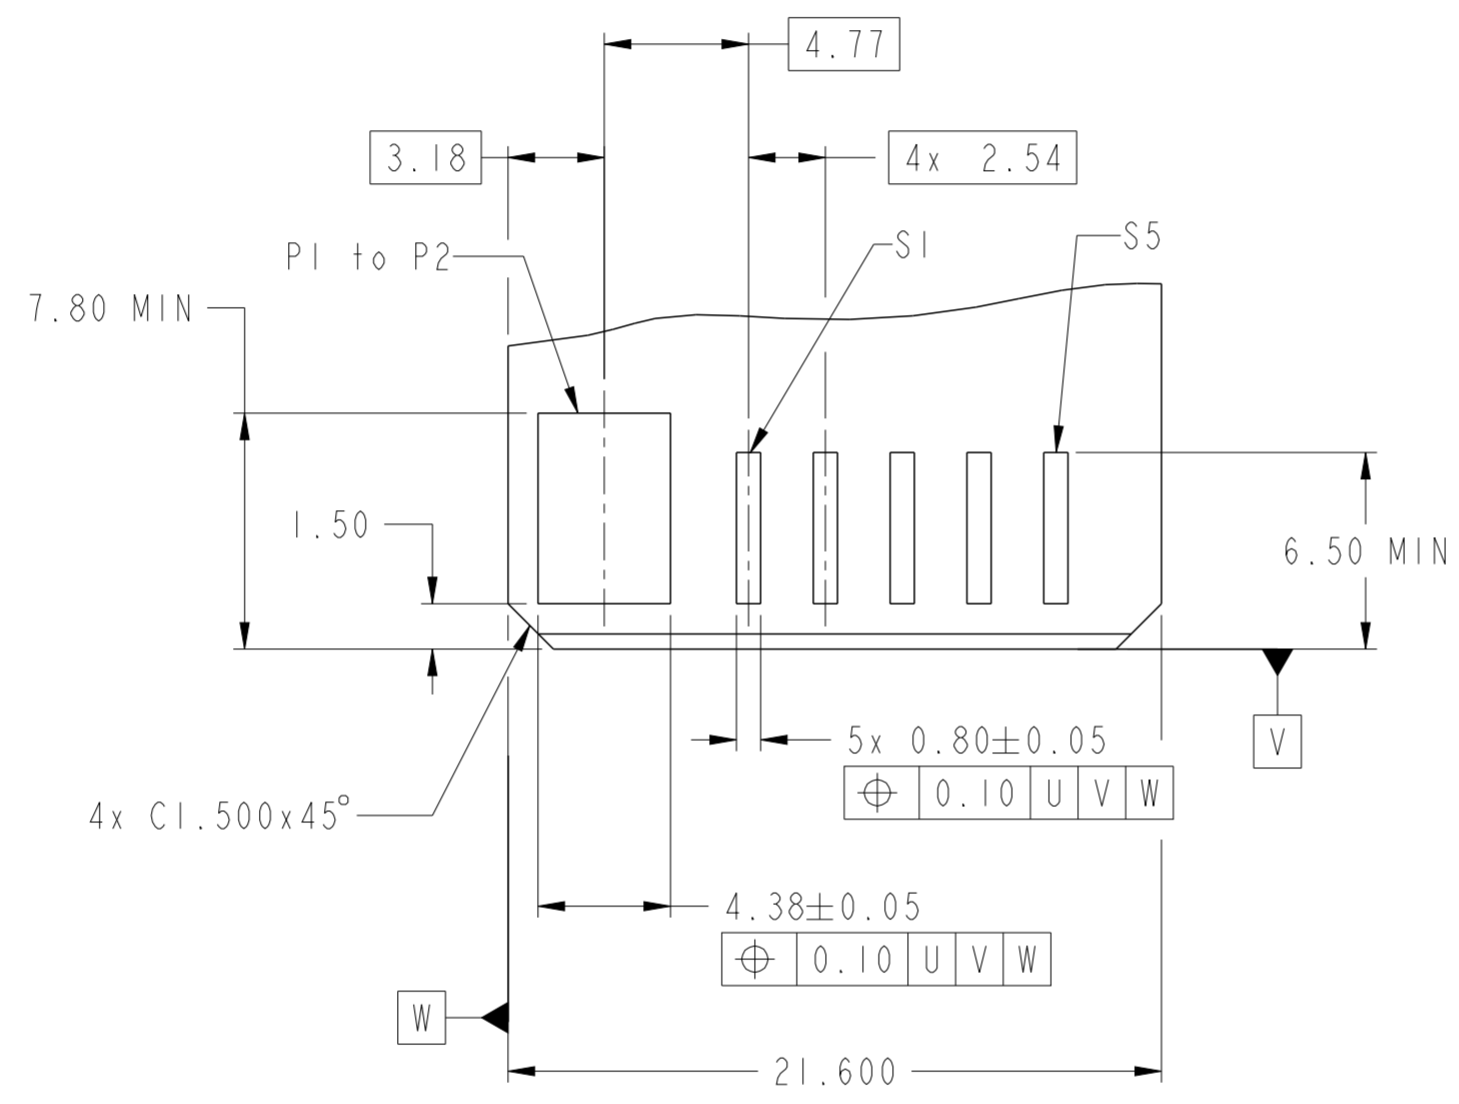 4.77
3.18
4x 2.54
P1 to P2
S1
S5
7.80 MIN
1.50
6.50 MIN
5x 0.80±0.05
⌖ 0.10 U V W
V
4x C1.500x45°
4.38±0.05
⌖ 0.10 U V W
W
21.600